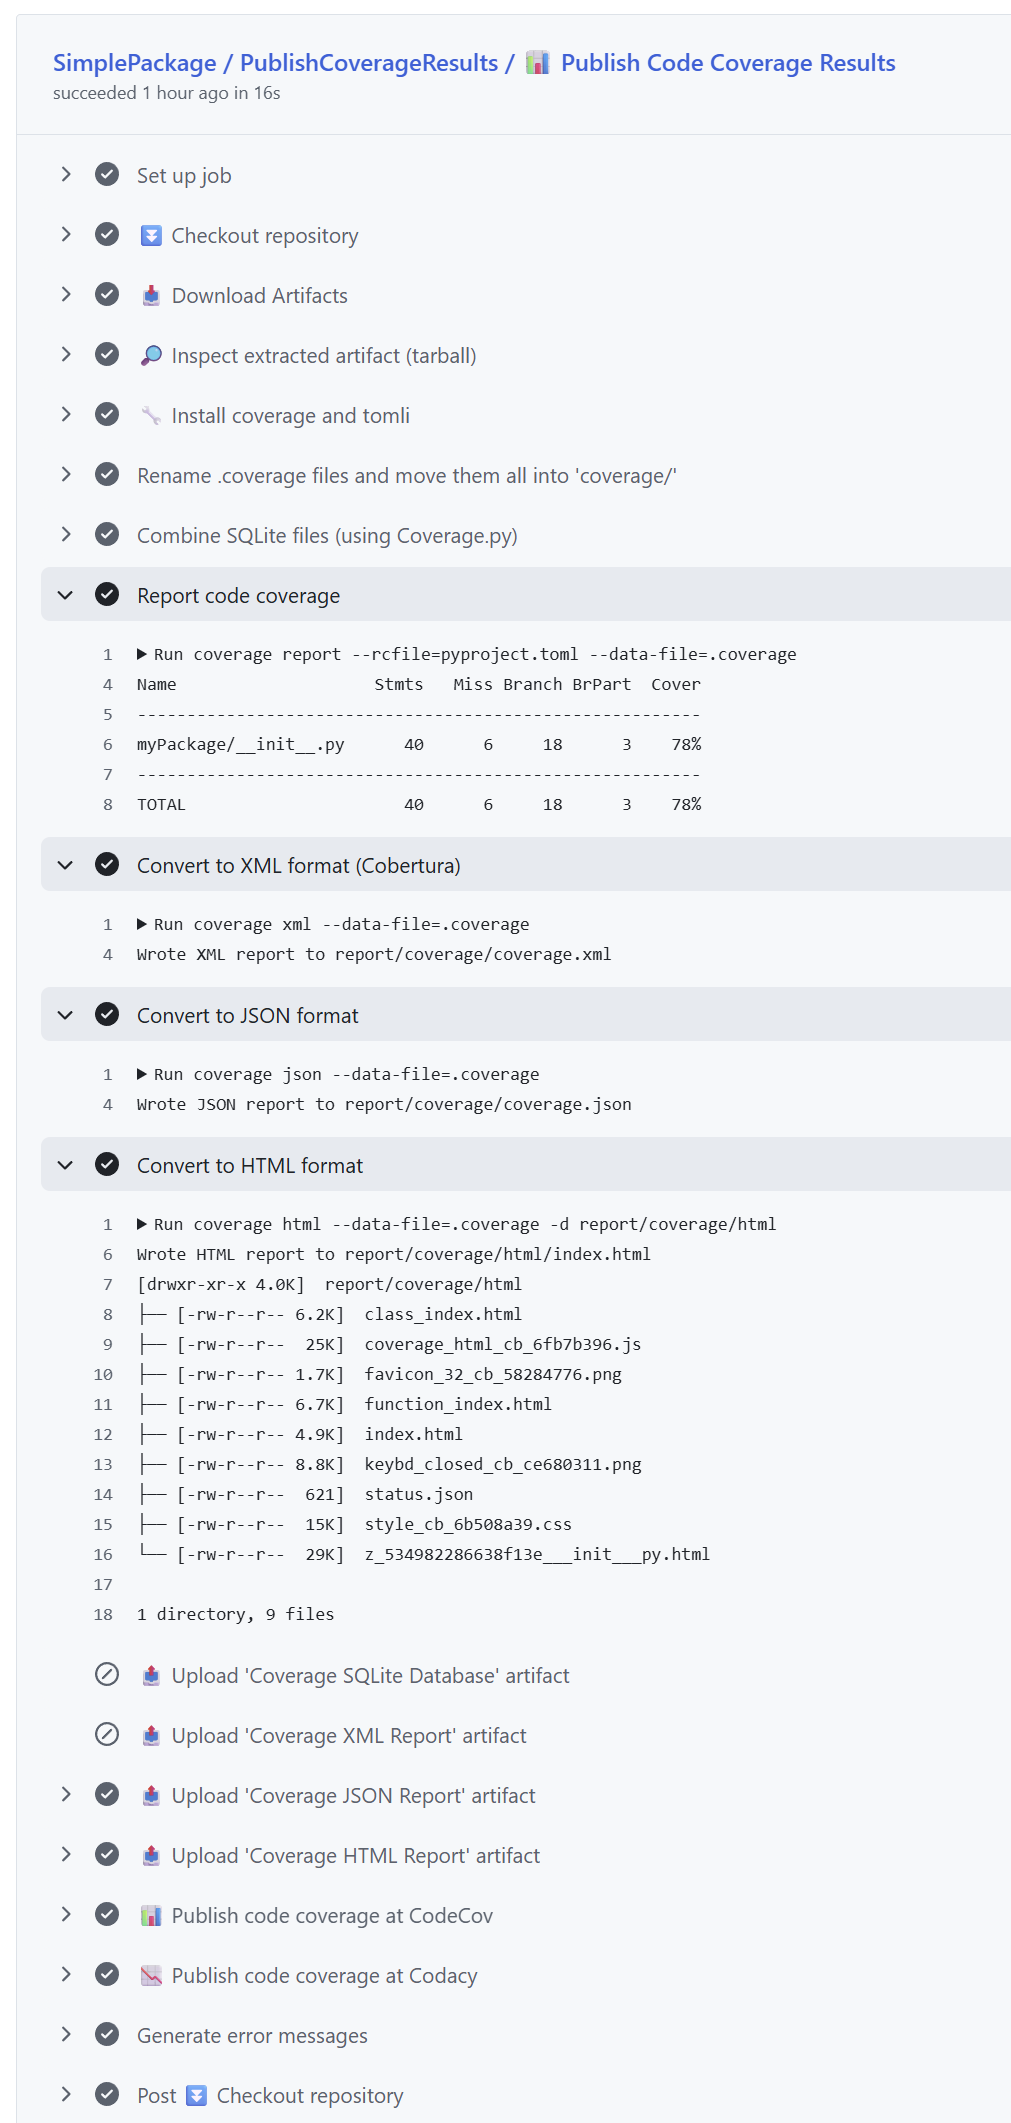 SimplePackage / PublishCoverageResults / 📊 Publish Code Coverage Results
succeeded 1 hour ago in 16s
Set up job
⏬ Checkout repository
📥 Download Artifacts
🔎 Inspect extracted artifact (tarball)
🔧 Install coverage and tomli
Rename .coverage files and move them all into 'coverage/'
Combine SQLite files (using Coverage.py)
Report code coverage
1 ▶ Run coverage report --rcfile=pyproject.toml --data-file=.coverage
4 Name                    Stmts   Miss Branch BrPart  Cover
5 ---------------------------------------------------------
6 myPackage/__init__.py      40      6     18      3    78%
7 ---------------------------------------------------------
8 TOTAL                      40      6     18      3    78%
Convert to XML format (Cobertura)
1 ▶ Run coverage xml --data-file=.coverage
4 Wrote XML report to report/coverage/coverage.xml
Convert to JSON format
1 ▶ Run coverage json --data-file=.coverage
4 Wrote JSON report to report/coverage/coverage.json
Convert to HTML format
1 ▶ Run coverage html --data-file=.coverage -d report/coverage/html
6 Wrote HTML report to report/coverage/html/index.html
7 [drwxr-xr-x 4.0K]  report/coverage/html
8 ├── [-rw-r--r-- 6.2K]  class_index.html
9 ├── [-rw-r--r--  25K]  coverage_html_cb_6fb7b396.js
10 ├── [-rw-r--r-- 1.7K]  favicon_32_cb_58284776.png
11 ├── [-rw-r--r-- 6.7K]  function_index.html
12 ├── [-rw-r--r-- 4.9K]  index.html
13 ├── [-rw-r--r-- 8.8K]  keybd_closed_cb_ce680311.png
14 ├── [-rw-r--r--  621]  status.json
15 ├── [-rw-r--r--  15K]  style_cb_6b508a39.css
16 └── [-rw-r--r--  29K]  z_534982286638f13e___init___py.html
17
18 1 directory, 9 files
📤 Upload 'Coverage SQLite Database' artifact
📤 Upload 'Coverage XML Report' artifact
📤 Upload 'Coverage JSON Report' artifact
📤 Upload 'Coverage HTML Report' artifact
📊 Publish code coverage at CodeCov
📉 Publish code coverage at Codacy
Generate error messages
Post ⏬ Checkout repository